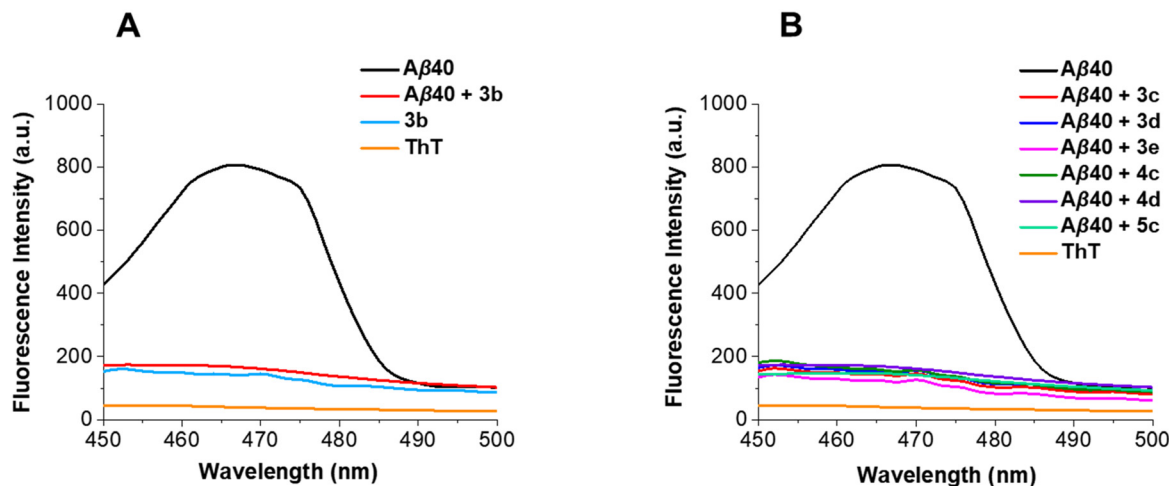 A
Aβ40
Aβ40 + 3b
3b
ThT
1000
800
600
400
200
0
Fluorescence Intensity (a.u.)
450 460 470 480 490 500
Wavelength (nm)
B
Aβ40
Aβ40 + 3c
Aβ40 + 3d
Aβ40 + 3e
Aβ40 + 4c
Aβ40 + 4d
Aβ40 + 5c
ThT
1000
800
600
400
200
0
Fluorescence Intensity (a.u.)
450 460 470 480 490 500
Wavelength (nm)